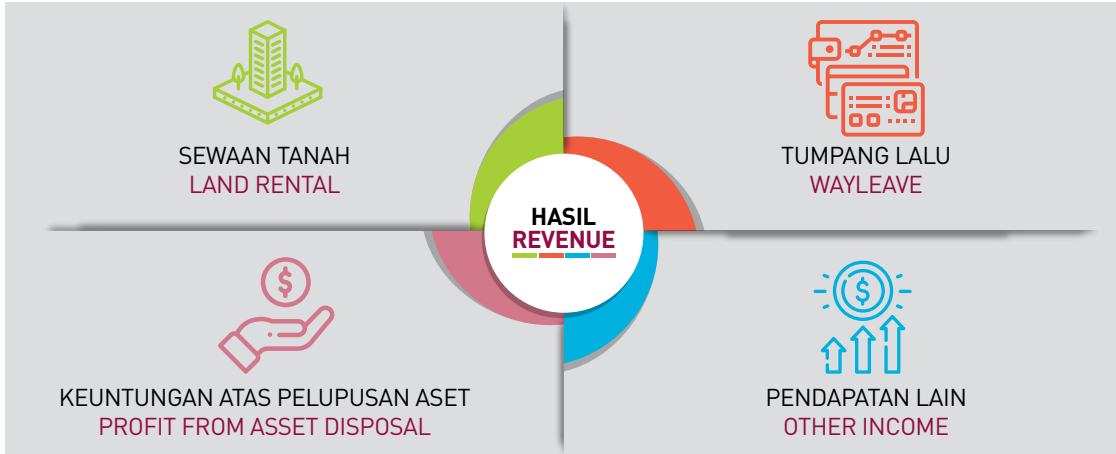 SEWAAN TANAH
LAND RENTAL
TUMPANG LALU
WAYLEAVE
HASIL
REVENUE
KEUNTUNGAN ATAS PELUPUSAN ASET
PROFIT FROM ASSET DISPOSAL
PENDAPATAN LAIN
OTHER INCOME